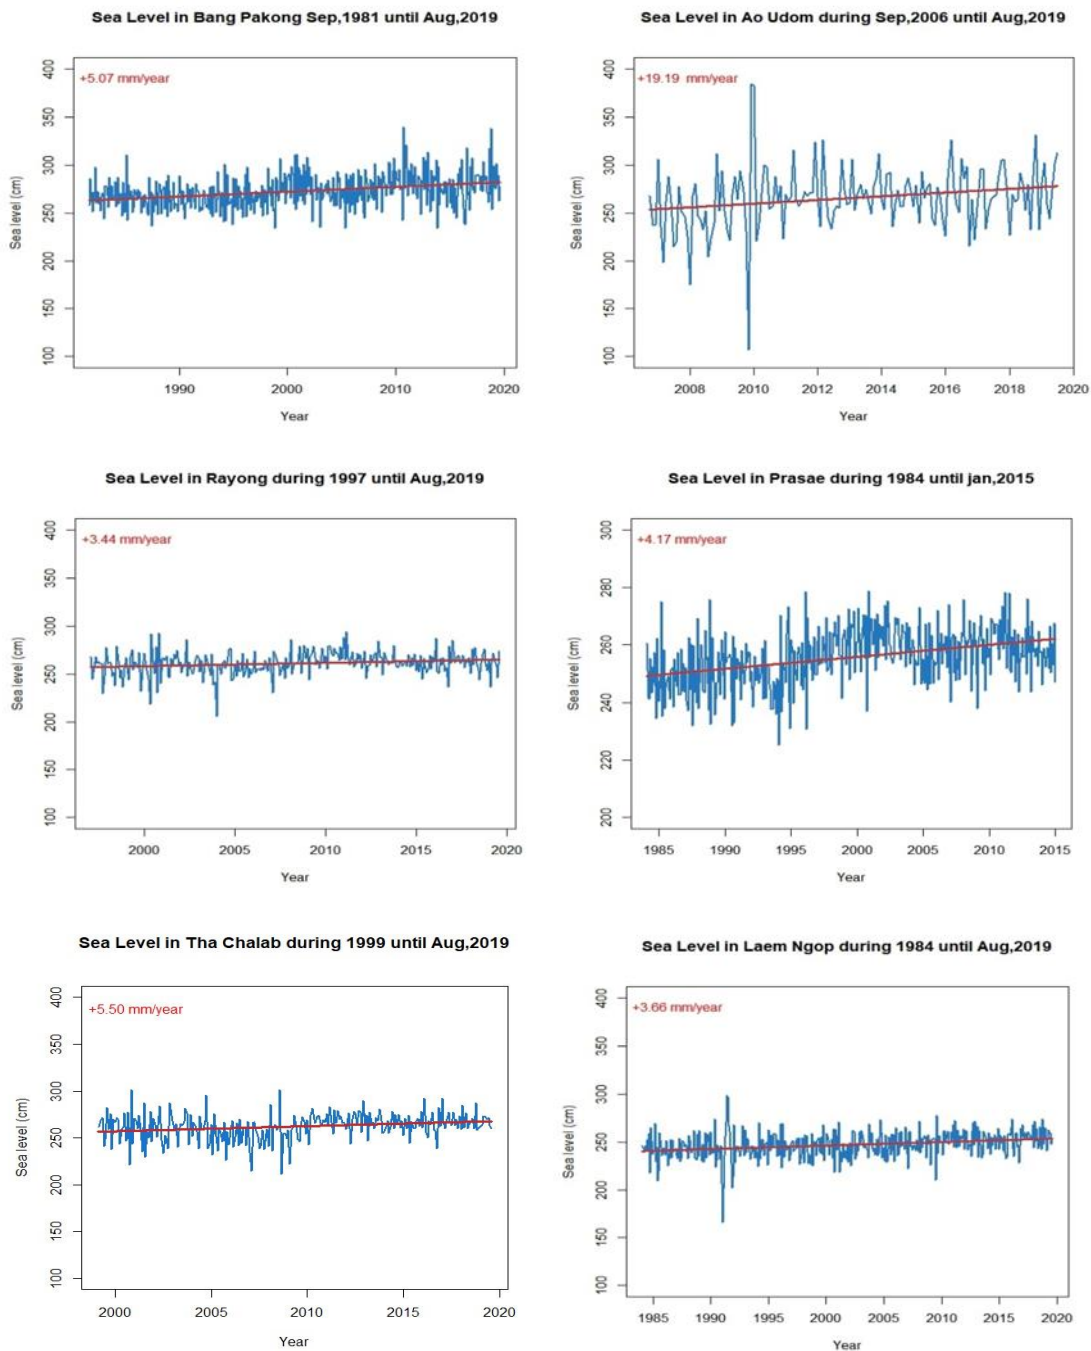 Sea Level in Bang Pakong Sep,1981 until Aug,2019
+5.07 mm/year
Sea level (cm)
400
350
300
250
200
150
100
1990 2000 2010 2020
Year
Sea Level in Ao Udom during Sep,2006 until Aug,2019
+19.19 mm/year
Sea level (cm)
400
350
300
250
200
150
100
2008 2010 2012 2014 2016 2018 2020
Year
Sea Level in Rayong during 1997 until Aug,2019
+3.44 mm/year
Sea level (cm)
400
350
300
250
200
150
100
2000 2005 2010 2015 2020
Year
Sea Level in Prasae during 1984 until jan,2015
+4.17 mm/year
Sea level (cm)
300
280
260
240
220
200
1985 1990 1995 2000 2005 2010 2015
Year
Sea Level in Tha Chalab during 1999 until Aug,2019
+5.50 mm/year
Sea level (cm)
400
350
300
250
200
150
100
2000 2005 2010 2015 2020
Year
Sea Level in Laem Ngop during 1984 until Aug,2019
+3.66 mm/year
Sea level (cm)
400
350
300
250
200
150
100
1985 1990 1995 2000 2005 2010 2015 2020
Year